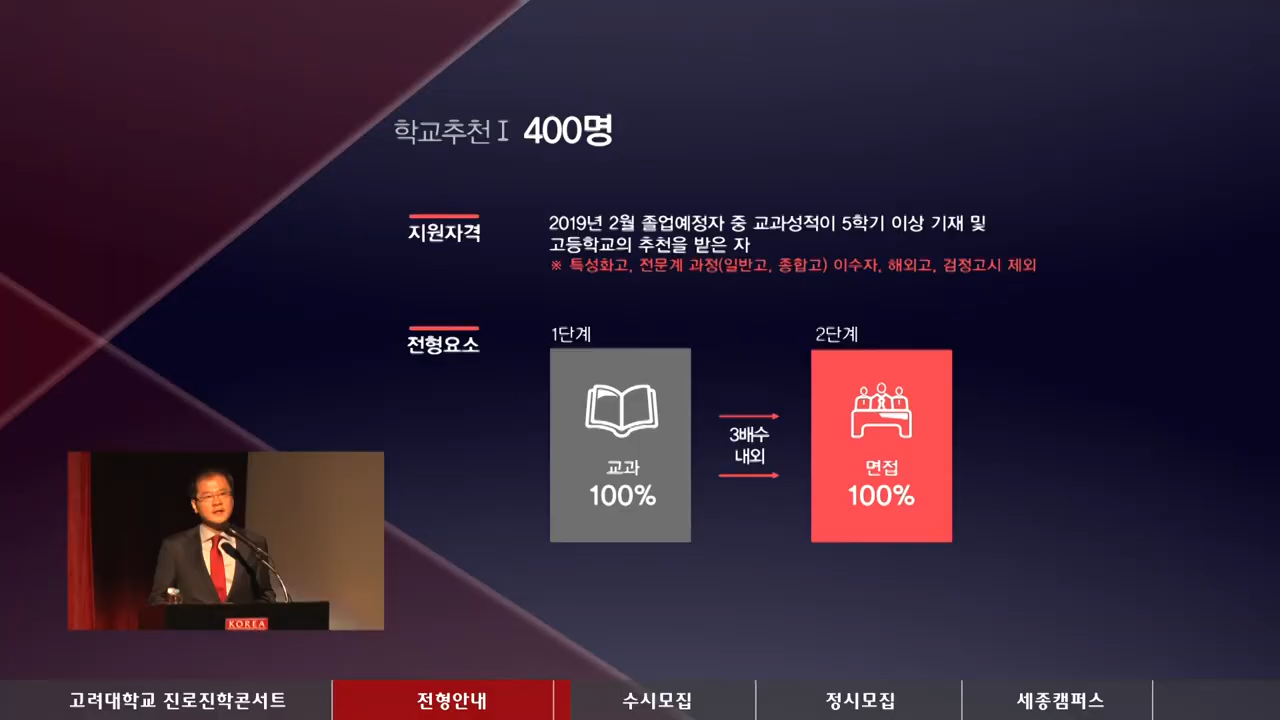 학교추천Ⅰ 400명
지원자격
2019년 2월 졸업예정자 중 교과성적이 5학기 이상 기재 및
고등학교의 추천을 받은 자
※ 특성화고, 전문계 과정(일반고, 종합고) 이수자, 해외고, 검정고시 제외
전형요소
1단계
교과
100%
3배수
내외
2단계
면접
100%
KOREA
고려대학교 진로진학콘서트
전형안내
수시모집
정시모집
세종캠퍼스